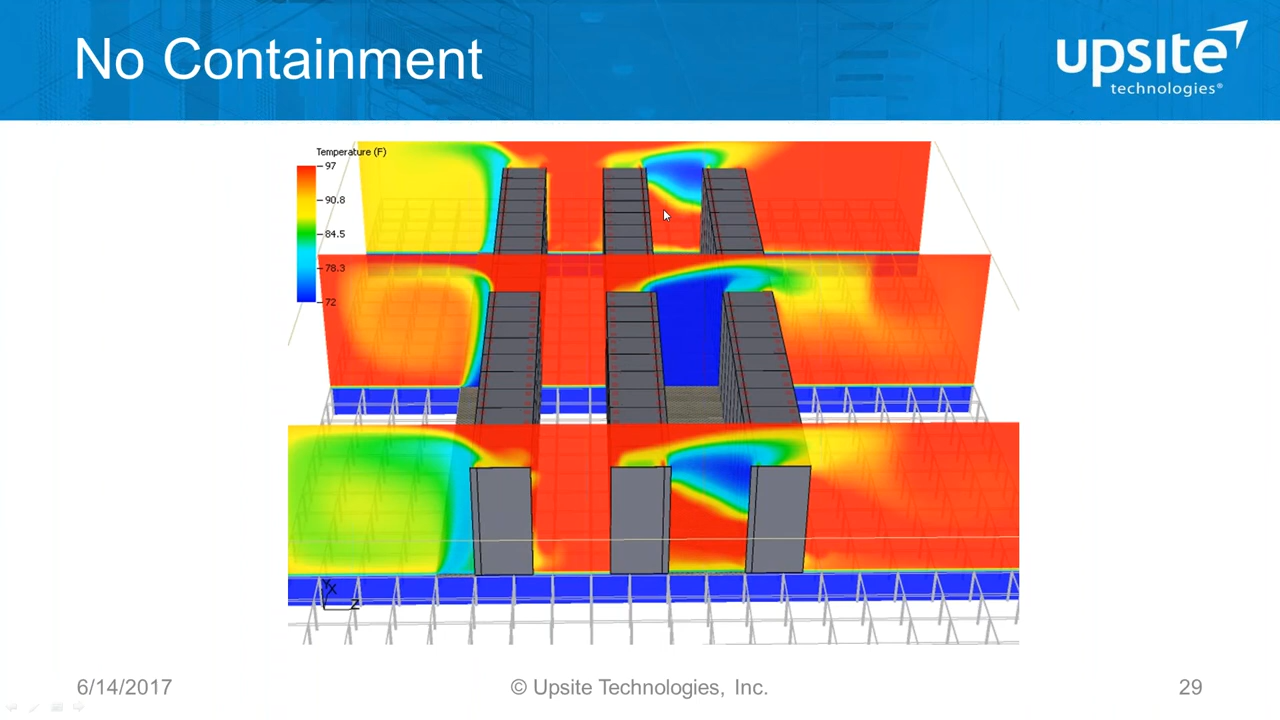 No Containment
upsite
technologies®
Temperature (F)
97
90.8
84.5
78.3
72
Y
X
Z
6/14/2017
© Upsite Technologies, Inc.
29